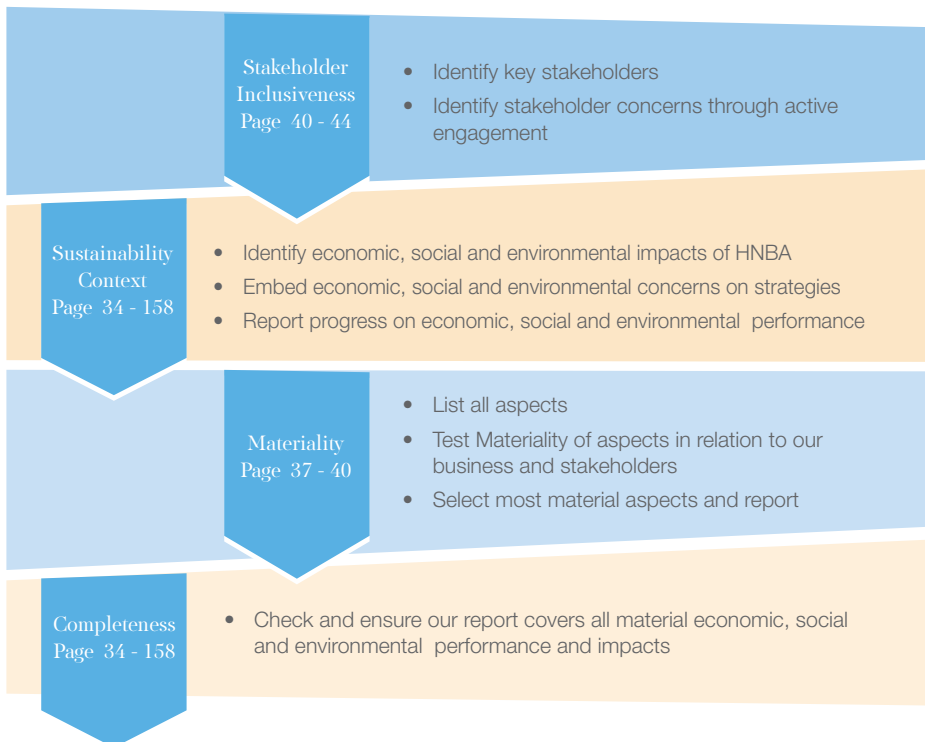 Stakeholder
Inclusiveness
Page 40 - 44
• Identify key stakeholders
• Identify stakeholder concerns through active
engagement
Sustainability
Context
Page 34 - 158
• Identify economic, social and environmental impacts of HNBA
• Embed economic, social and environmental concerns on strategies
• Report progress on economic, social and environmental performance
Materiality
Page 37 - 40
• List all aspects
• Test Materiality of aspects in relation to our
business and stakeholders
• Select most material aspects and report
Completeness
Page 34 - 158
• Check and ensure our report covers all material economic, social
and environmental performance and impacts